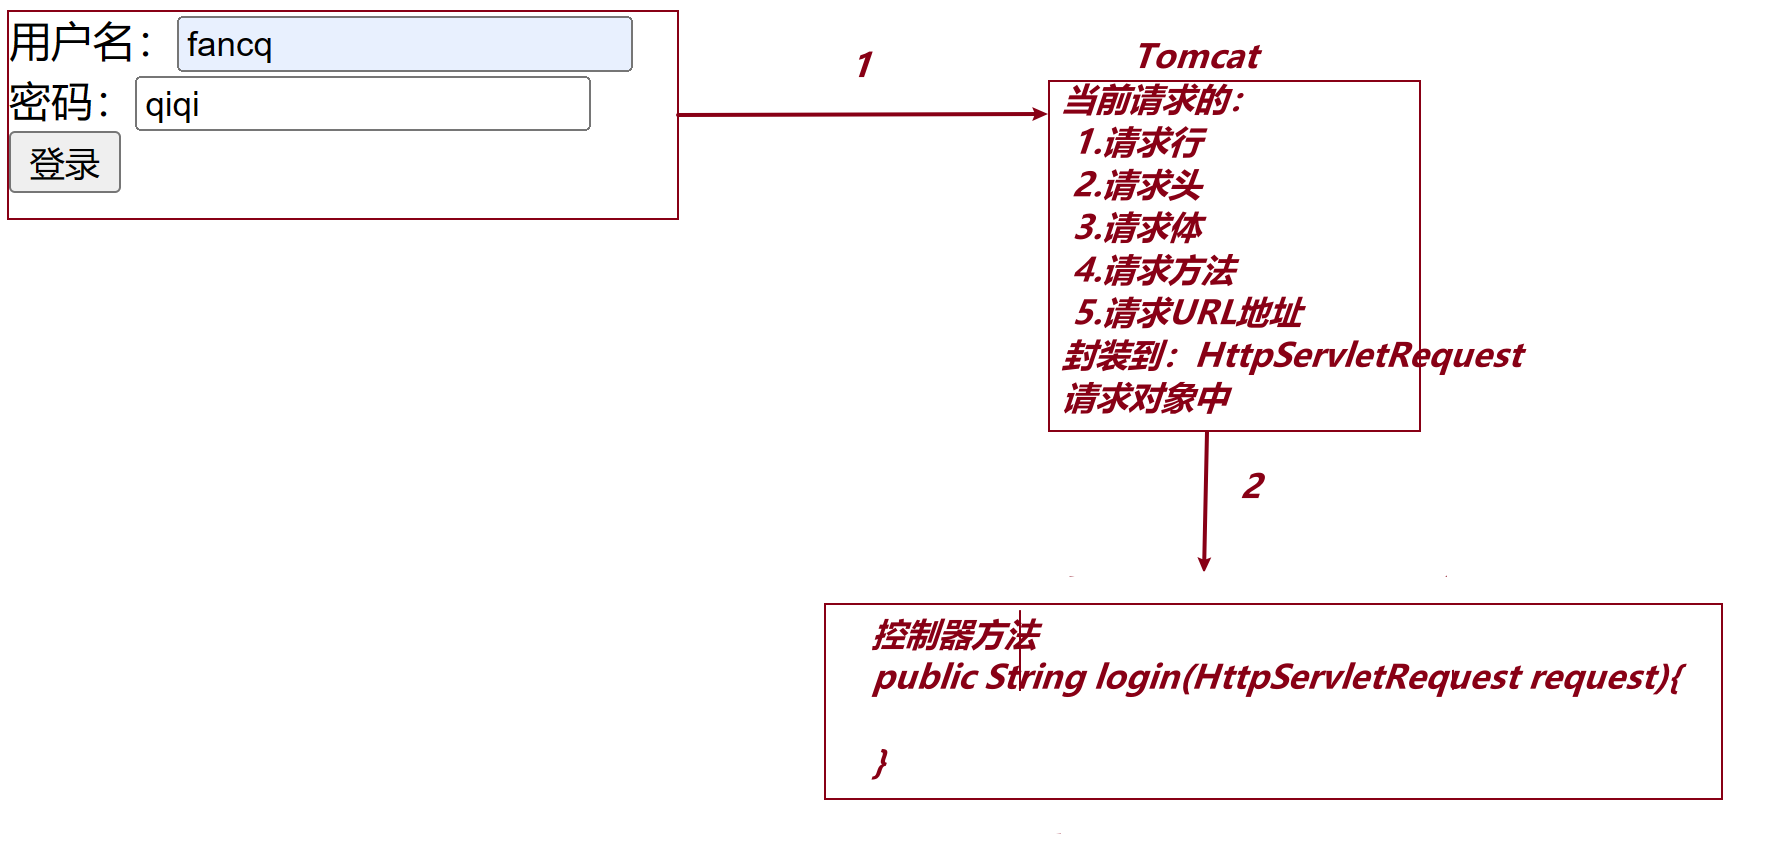 用户名：fancq
密码：qiqi
登录
1
Tomcat
当前请求的：
1.请求行
2.请求头
3.请求体
4.请求方法
5.请求URL地址
封装到：HttpServletRequest
请求对象中
2
控制器方法
public String login(HttpServletRequest request){
}